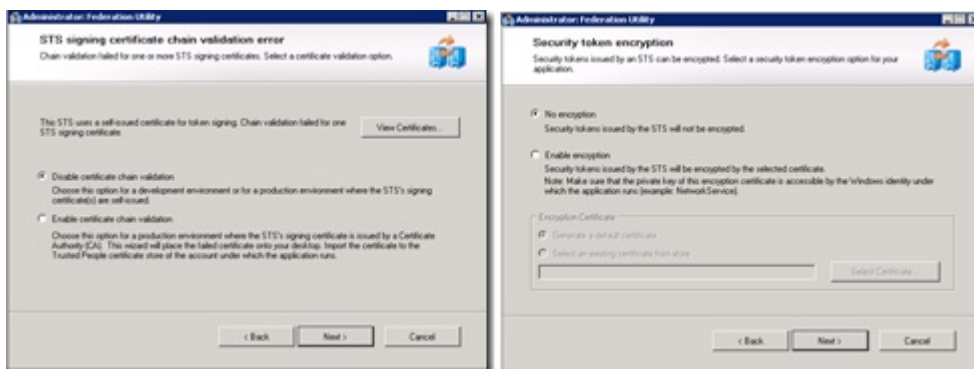 Administrator: Federation Utility
STS signing certificate chain validation error
Chain validation failed for one or more STS signing certificates. Select a certificate validation option.
This STS uses a self-issued certificate for token signing. Chain validation failed for one
STS signing certificate.
View Certificates...
Disable certificate chain validation
Choose this option for a development environment or for a production environment where the STS's signing
certificate(s) are self-issued.
Enable certificate chain validation
Choose this option for a production environment where the STS's signing certificate is issued by a Certificate
Authority (CA). This wizard will place the failed certificate onto your desktop. Import the certificate to the
Trusted People certificate store of the account under which the application runs.
< Back
Next >
Cancel
Administrator: Federation Utility
Security token encryption
Security tokens issued by an STS can be encrypted. Select a security token encryption option for your
application.
No encryption
Security tokens issued by the STS will not be encrypted.
Enable encryption
Security tokens issued by the STS will be encrypted by the selected certificate.
Note: Make sure that the private key of this encryption certificate is accessible by the Windows identity under
which the application runs (example: NetworkService).
Encryption Certificate
Generate a default certificate
Select an existing certificate from store
Select Certificate...
< Back
Next >
Cancel